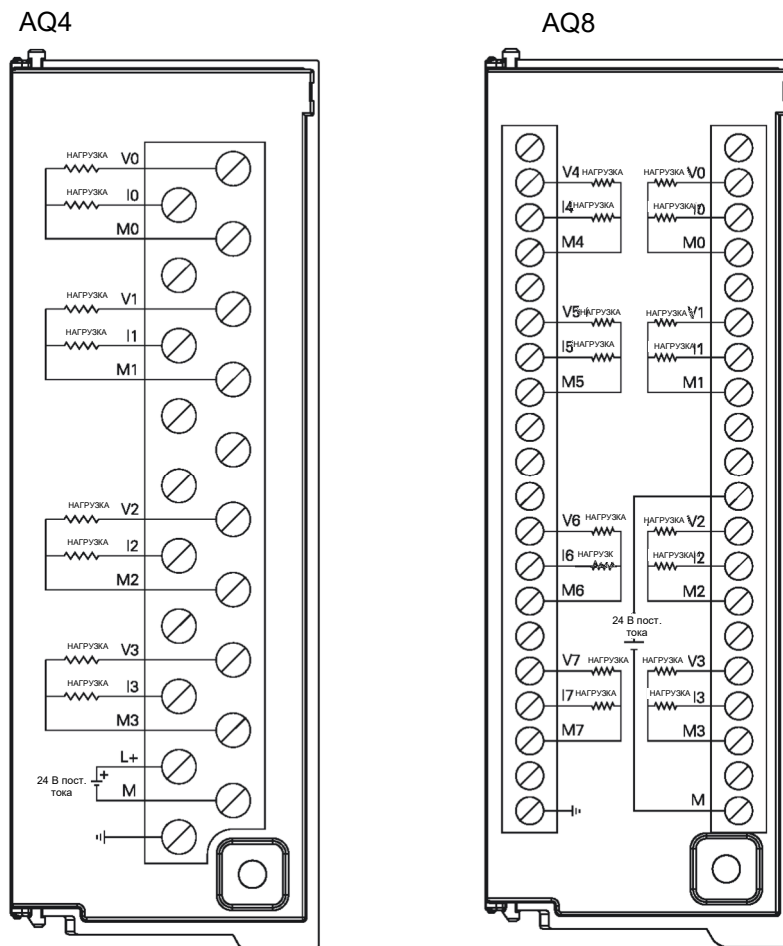 AQ4
AQ8
НАГРУЗКА V0
НАГРУЗКА I0
M0
НАГРУЗКА V1
НАГРУЗКА I1
M1
НАГРУЗКА V2
НАГРУЗКА I2
M2
НАГРУЗКА V3
НАГРУЗКА I3
M3
L+
24 В пост.
тока
+
M
V4 НАГРУЗКА НАГРУЗКА V0
I4 НАГРУЗКА НАГРУЗКА I0
M4 M0
V5 НАГРУЗКА НАГРУЗКА V1
I5 НАГРУЗКА НАГРУЗКА I1
M5 M1
V6 НАГРУЗКА НАГРУЗКА V2
I6 НАГРУЗК НАГРУЗКА I2
M6 M2
24 В пост.
тока
V7 НАГРУЗКА НАГРУЗКА V3
I7 НАГРУЗКА НАГРУЗКА I3
M7 M3
M